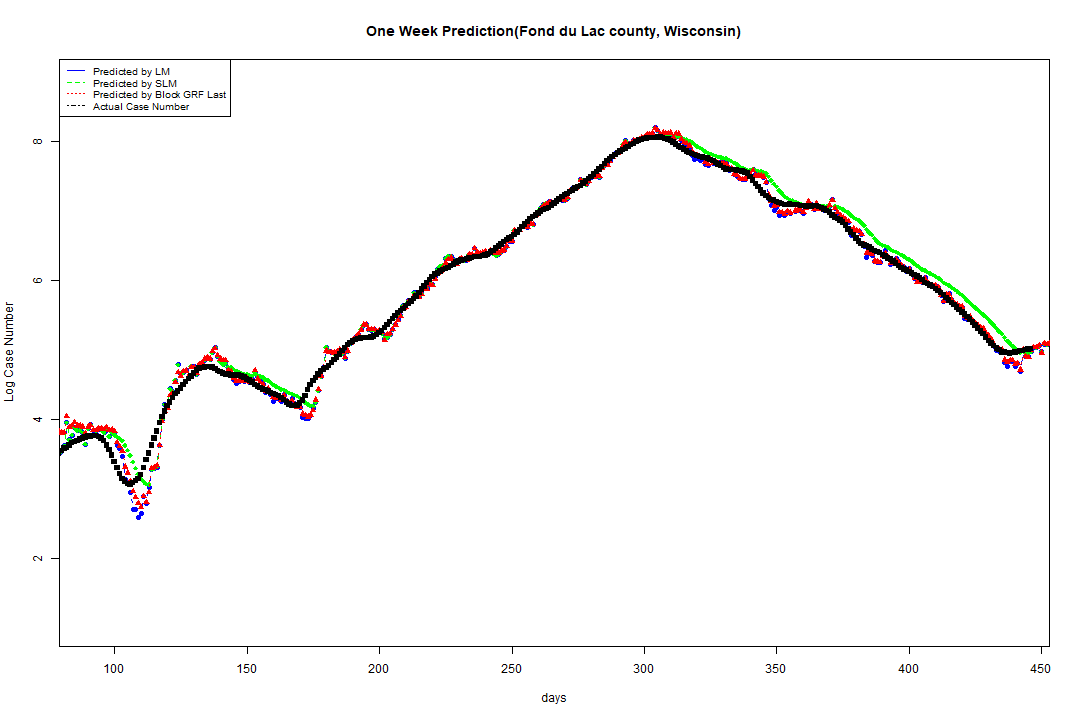 One Week Prediction(Fond du Lac county, Wisconsin)
Predicted by LM
Predicted by SLM
Predicted by Block GRF Last
Actual Case Number
8
6
4
2
Log Case Number
100 150 200 250 300 350 400 450
days